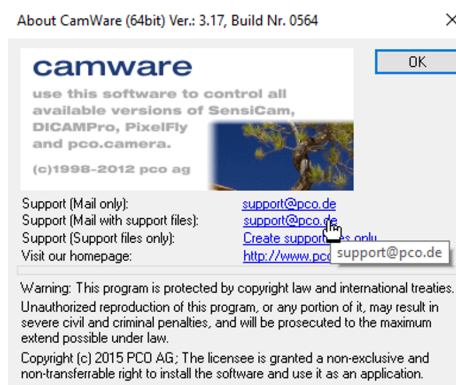 About CamWare (64bit) Ver.: 3.17, Build Nr. 0564
OK
camware
use this software to control all
available versions of SensiCam,
DICAMPro, PixelFly
and pco.camera.
(c)1998-2012 pco ag
Support (Mail only): support@pco.de
Support (Mail with support files): support@pco.de
Support (Support files only): Create support only
Visit our homepage: http://www.pco
support@pco.de
Warning: This program is protected by copyright law and international treaties.
Unauthorized reproduction of this program, or any portion of it, may result in
severe civil and criminal penalties, and will be prosecuted to the maximum
extend possible under law.
Copyright (c) 2015 PCO AG; The licensee is granted a non-exclusive and
non-transferrable right to install the software and use it as an application.